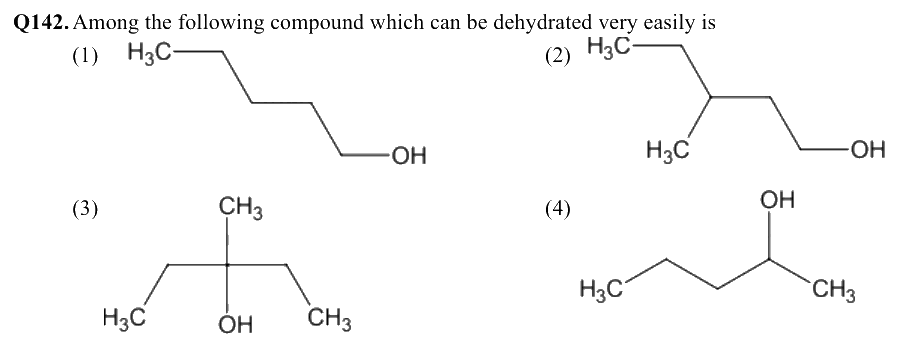 Q142. Among the following compound which can be dehydrated very easily is
(1) H3C OH
(2) H3C H3C OH
(3) CH3 H3C OH CH3
(4) OH H3C CH3